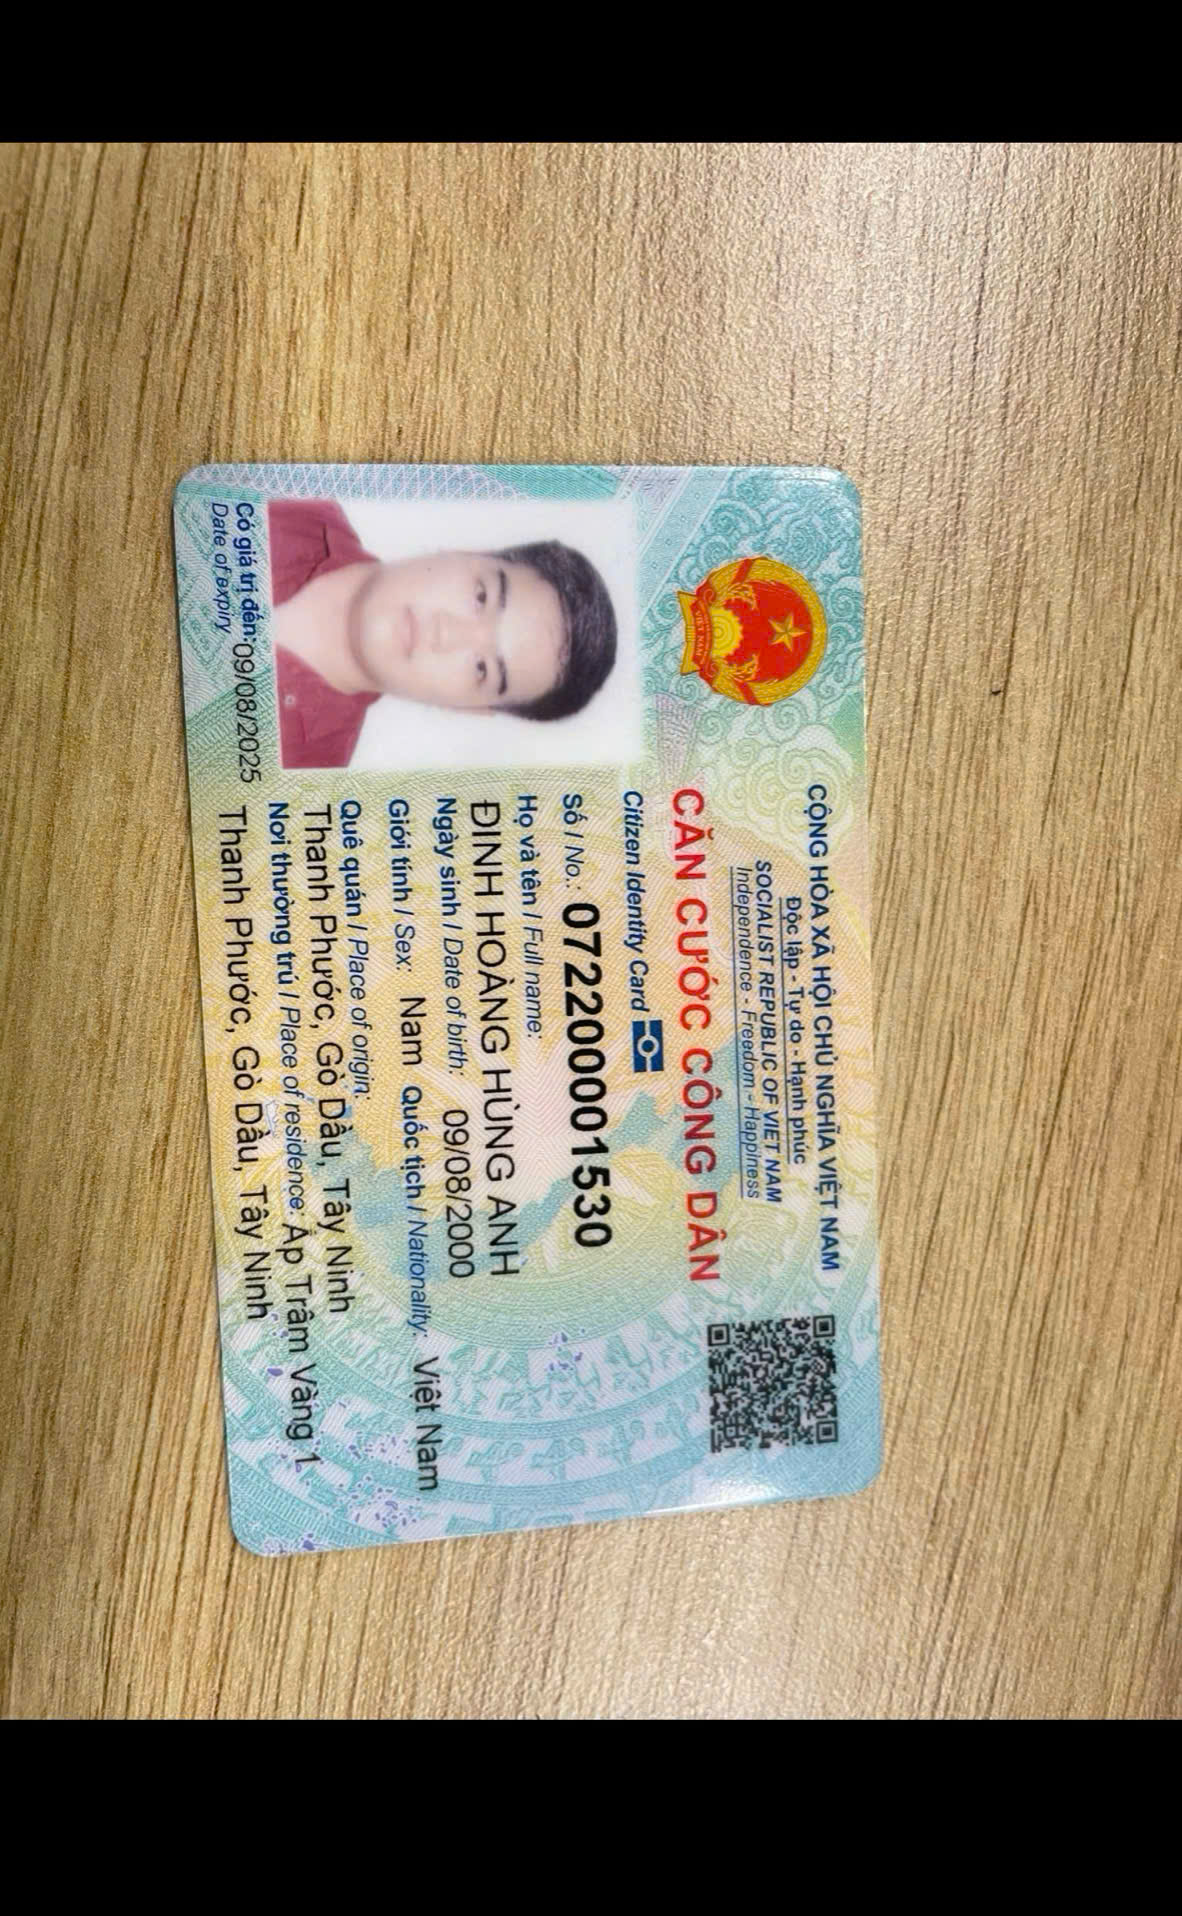 CỘNG HÒA XÃ HỘI CHỦ NGHĨA VIỆT NAM
Độc lập - Tự do - Hạnh phúc
SOCIALIST REPUBLIC OF VIET NAM
Independence - Freedom - Happiness
CĂN CƯỚC CÔNG DÂN
Citizen Identity Card
Số / No.: 072200001530
Họ và tên / Full name:
ĐINH HOÀNG HÙNG ANH
Ngày sinh / Date of birth: 09/08/2000
Giới tính / Sex: Nam Quốc tịch / Nationality: Việt Nam
Quê quán / Place of origin:
Thanh Phước, Gò Dầu, Tây Ninh
Nơi thường trú / Place of residence: Ấp Trâm Vàng 1
Thanh Phước, Gò Dầu, Tây Ninh
Có giá trị đến: 09/08/2025
Date of expiry
VIỆT NAM